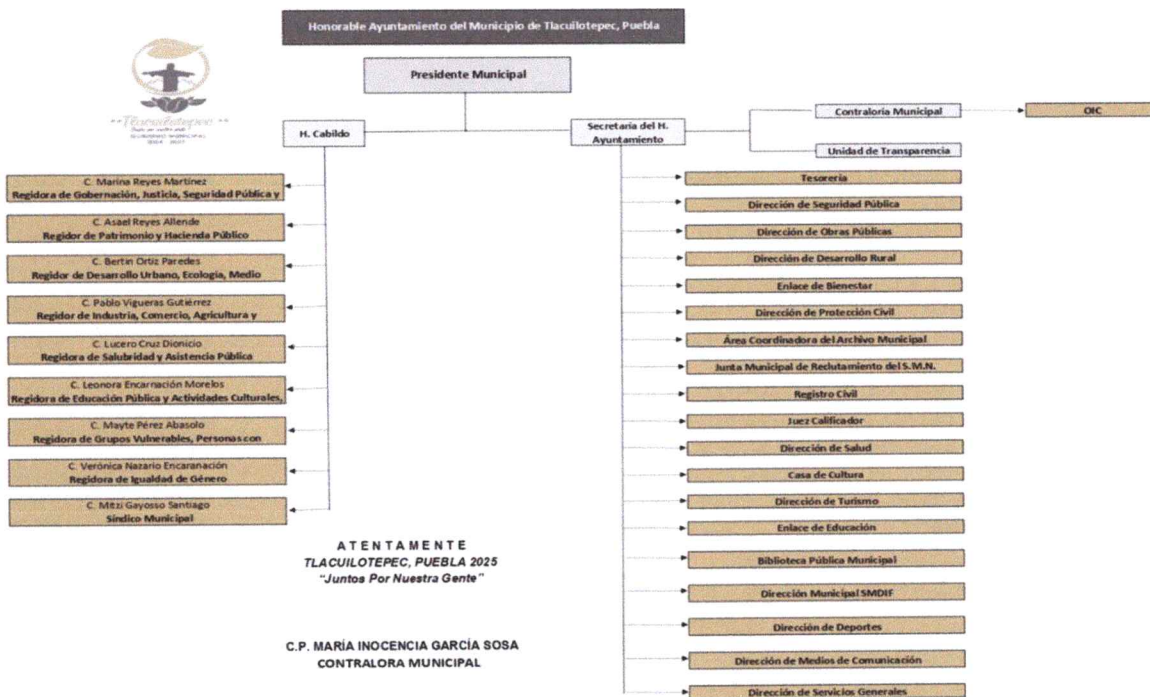 Honorable Ayuntamiento del Municipio de Tlacuilotepec, Puebla
Presidente Municipal
Tlacuilotepec
GOBIERNO MUNICIPAL
2024 - 2027
H. Cabildo
Secretaría del H.
Ayuntamiento
Contraloría Municipal
OIC
Unidad de Transparencia
C. Marina Reyes Martínez
Regidora de Gobernación, Justicia, Seguridad Pública y
C. Asael Reyes Allende
Regidor de Patrimonio y Hacienda Público
C. Bertin Ortiz Paredes
Regidor de Desarrollo Urbano, Ecología, Medio
C. Pablo Vigueras Gutiérrez
Regidor de Industria, Comercio, Agricultura y
C. Lucero Cruz Dionicio
Regidora de Salubridad y Asistencia Pública
C. Leonora Encarnación Morelos
Regidora de Educación Pública y Actividades Culturales,
C. Mayte Pérez Abasolo
Regidora de Grupos Vulnerables, Personas con
C. Verónica Nazario Encaranación
Regidora de Igualdad de Género
C. Mitzi Gayosso Santiago
Síndico Municipal
Tesorería
Dirección de Seguridad Pública
Dirección de Obras Públicas
Dirección de Desarrollo Rural
Enlace de Bienestar
Dirección de Protección Civil
Área Coordinadora del Archivo Municipal
Junta Municipal de Reclutamiento del S.M.N.
Registro Civil
Juez Calificador
Dirección de Salud
Casa de Cultura
Dirección de Turismo
Enlace de Educación
Biblioteca Pública Municipal
Dirección Municipal SMDIF
Dirección de Deportes
Dirección de Medios de Comunicación
Dirección de Servicios Generales
ATENTAMENTE
TLACUILOTEPEC, PUEBLA 2025
"Juntos Por Nuestra Gente"
C.P. MARÍA INOCENCIA GARCÍA SOSA
CONTRALORA MUNICIPAL